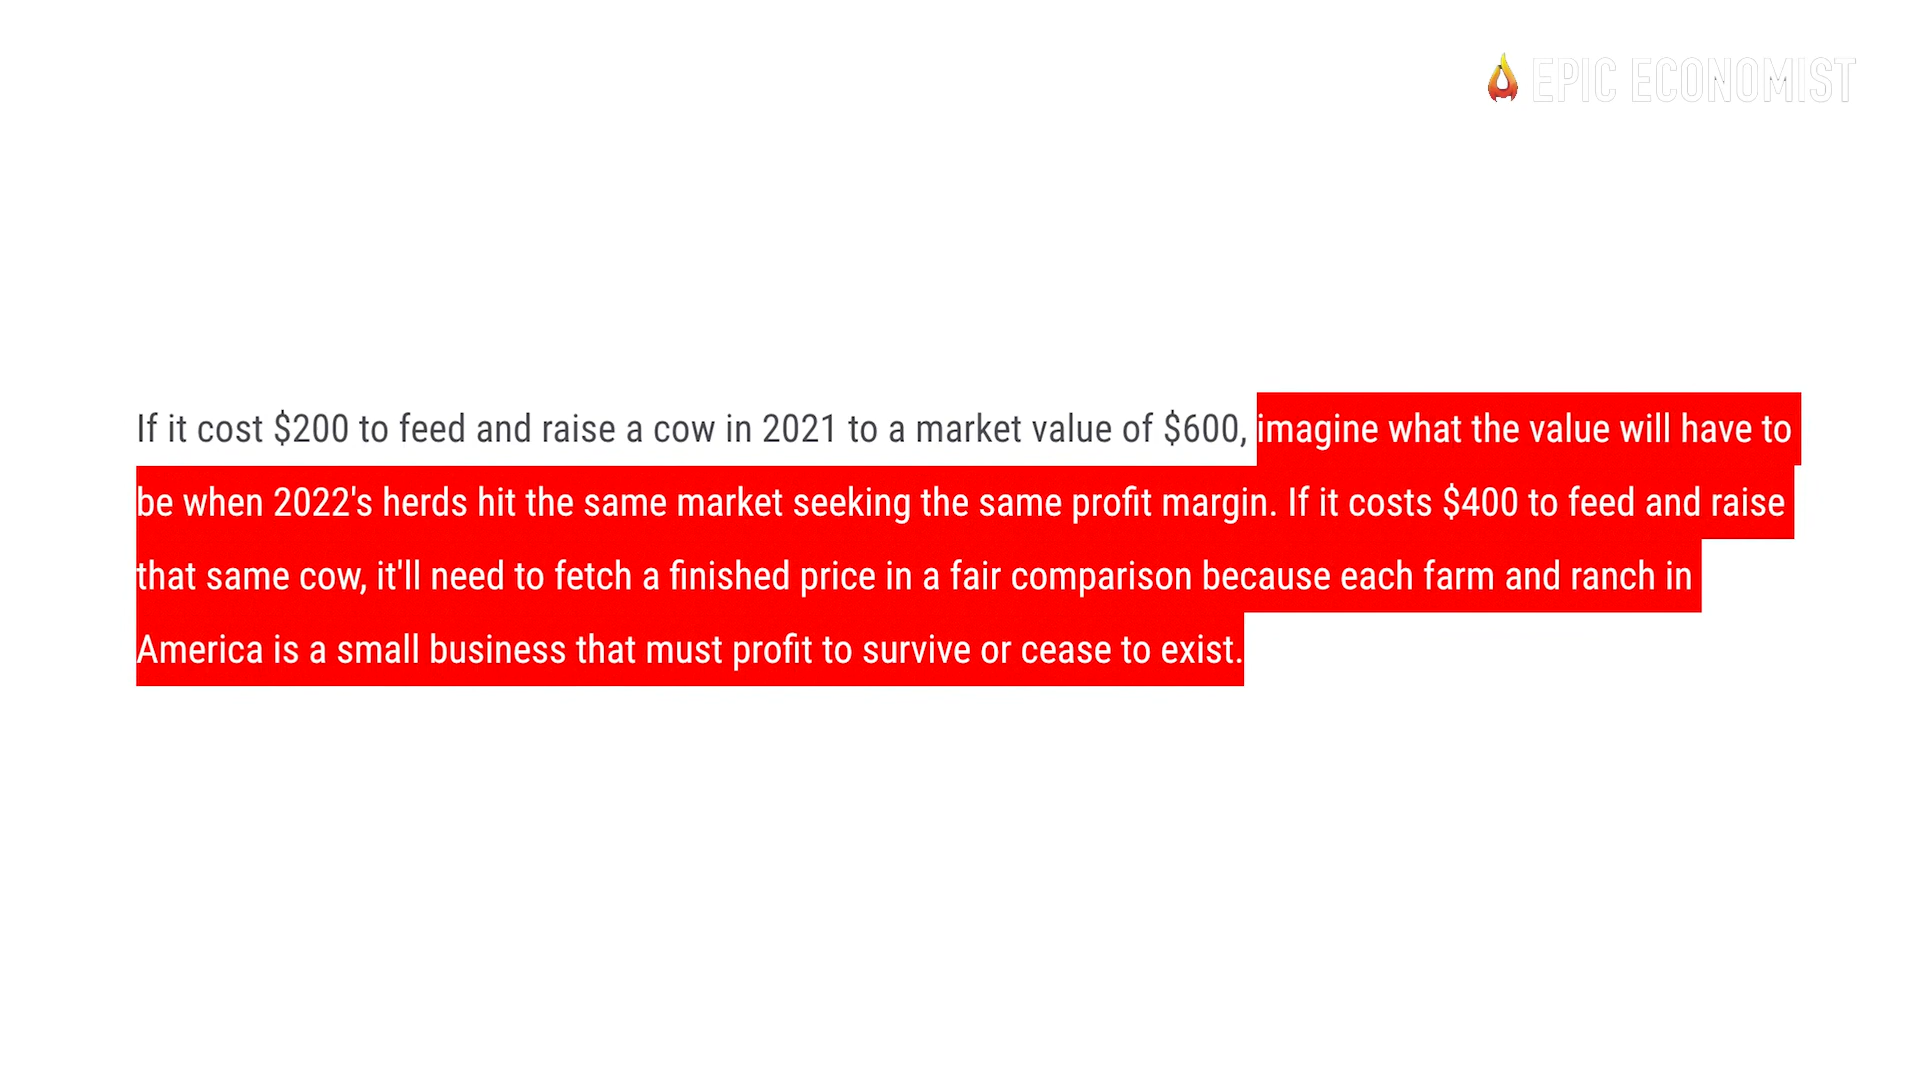 EPIC ECONOMIST
If it cost $200 to feed and raise a cow in 2021 to a market value of $600, imagine what the value will have to
be when 2022's herds hit the same market seeking the same profit margin. If it costs $400 to feed and raise
that same cow, it'll need to fetch a finished price in a fair comparison because each farm and ranch in
America is a small business that must profit to survive or cease to exist.